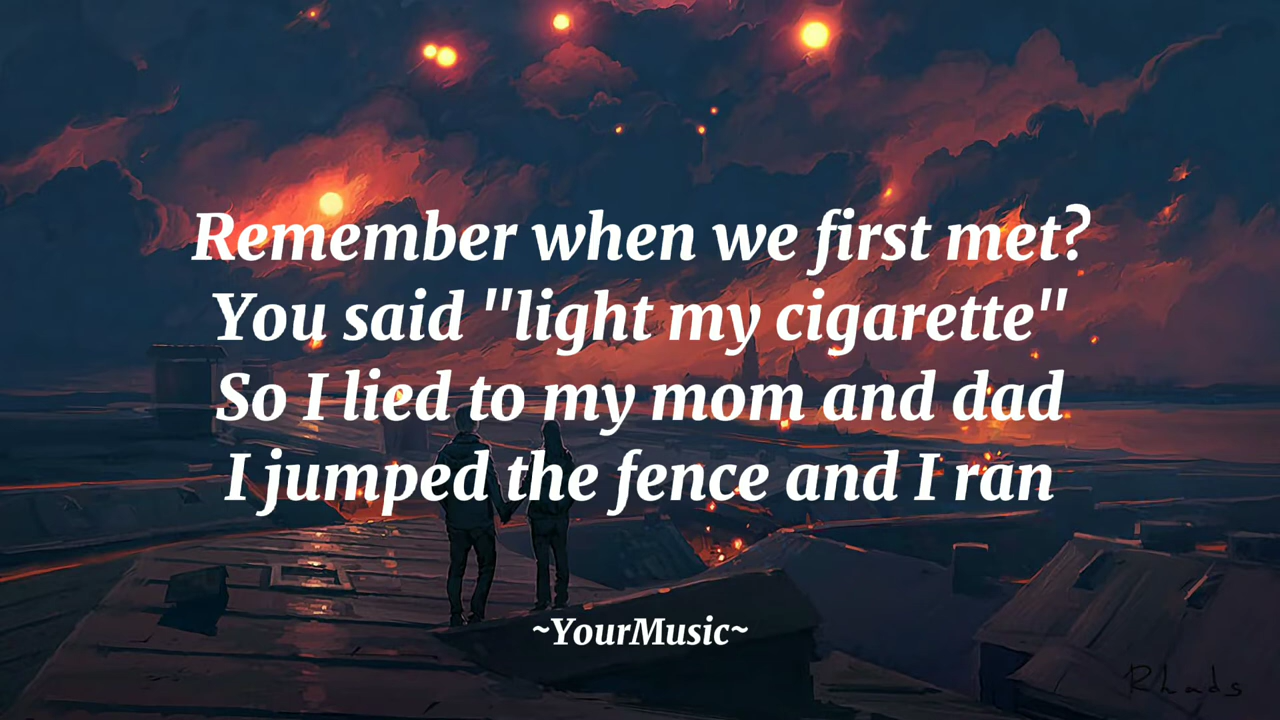 Remember when we first met?
You said "light my cigarette"
So I lied to my mom and dad
I jumped the fence and I ran
~YourMusic~
Rhads